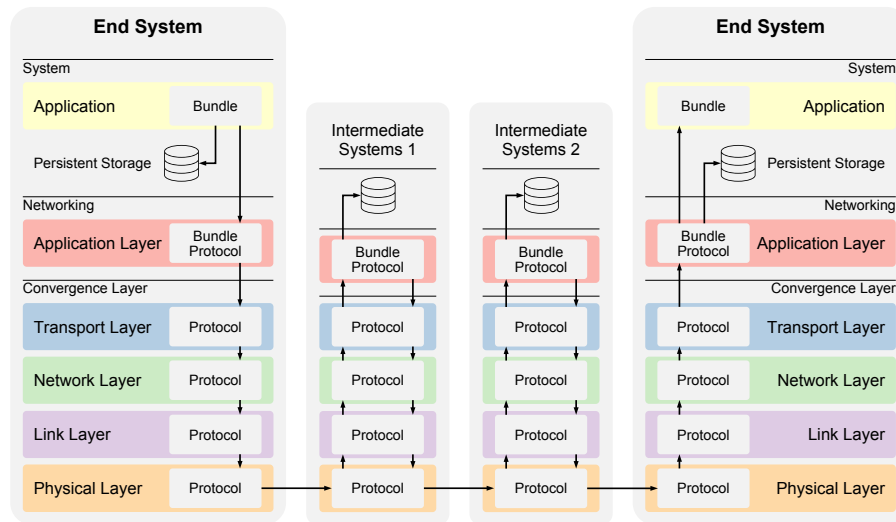 End System
System
Application
Bundle
Persistent Storage
Networking
Application Layer
Bundle
Protocol
Convergence Layer
Transport Layer
Protocol
Network Layer
Protocol
Link Layer
Protocol
Physical Layer
Protocol
Intermediate
Systems 1
Bundle
Protocol
Protocol
Protocol
Protocol
Protocol
Intermediate
Systems 2
Bundle
Protocol
Protocol
Protocol
Protocol
Protocol
End System
System
Bundle
Application
Persistent Storage
Networking
Bundle
Protocol
Application Layer
Convergence Layer
Protocol
Transport Layer
Protocol
Network Layer
Protocol
Link Layer
Protocol
Physical Layer